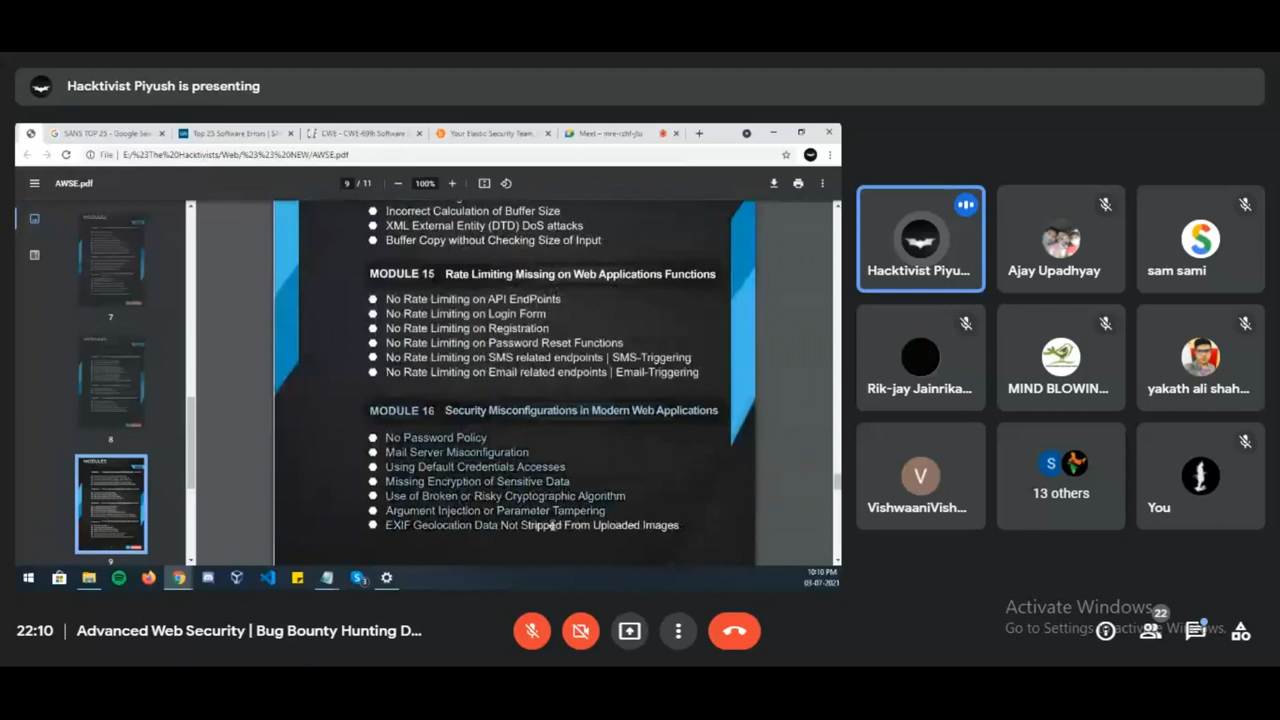 Hacktivist Piyush is presenting
SANS TOP 25 - Google Sea
Top 25 Software Errors | SAN
CWE - CWE-699: Software
Your Elastic Security Team,
Meet –
File | E:/%23The%20Hacktivists/Web/%23%23%20NEW/AWSE.pdf
AWSE.pdf
9 / 11
100%
7
8
9
Incorrect Calculation of Buffer Size
XML External Entity (DTD) DoS attacks
Buffer Copy without Checking Size of Input
MODULE 15 Rate Limiting Missing on Web Applications Functions
No Rate Limiting on API EndPoints
No Rate Limiting on Login Form
No Rate Limiting on Registration
No Rate Limiting on Password Reset Functions
No Rate Limiting on SMS related endpoints | SMS-Triggering
No Rate Limiting on Email related endpoints | Email-Triggering
MODULE 16 Security Misconfigurations in Modern Web Applications
No Password Policy
Mail Server Misconfiguration
Using Default Credentials Accesses
Missing Encryption of Sensitive Data
Use of Broken or Risky Cryptographic Algorithm
Argument Injection or Parameter Tampering
EXIF Geolocation Data Not Stripped From Uploaded Images
10:10 PM
03-07-2021
Hacktivist Piyu...
Ajay Upadhyay
S
sam sami
Rik-jay Jainrika...
MIND BLOWIN...
yakath ali shah...
V
VishwaaniVish...
S
13 others
You
22:10 | Advanced Web Security | Bug Bounty Hunting D...
Activate Windows
Go to Settings to activate Windows.
22